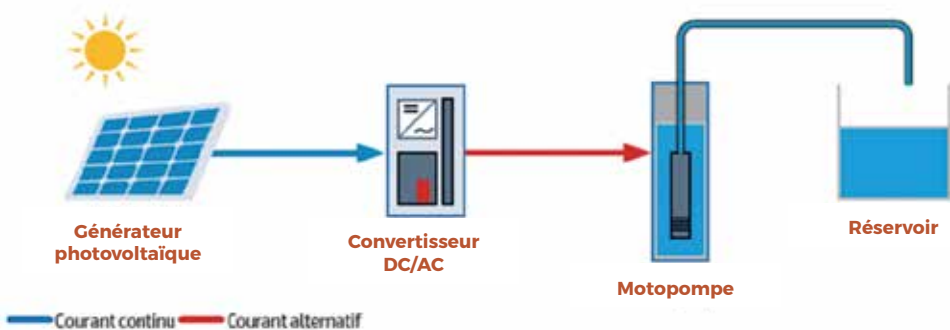 Générateur
photovoltaïque
Convertisseur
DC/AC
Motopompe
Réservoir
Courant continu
Courant alternatif